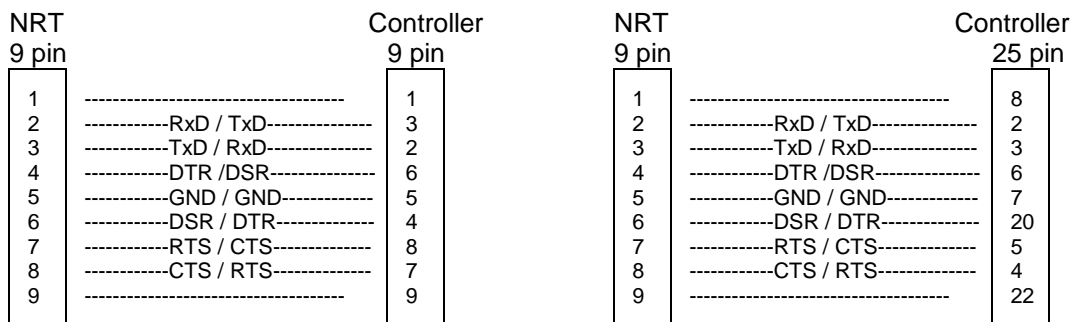 NRT Controller NRT Controller
9 pin 9 pin 9 pin 25 pin
1 ------------------------------------- 1 1 ------------------------------------- 8
2 ------------RxD / TxD--------------- 3 2 ------------RxD / TxD--------------- 2
3 ------------TxD / RxD--------------- 2 3 ------------TxD / RxD--------------- 3
4 ------------DTR /DSR--------------- 6 4 ------------DTR /DSR--------------- 6
5 ------------GND / GND------------- 5 5 ------------GND / GND------------- 7
6 ------------DSR / DTR-------------- 4 6 ------------DSR / DTR-------------- 20
7 ------------RTS / CTS-------------- 8 7 ------------RTS / CTS-------------- 5
8 ------------CTS / RTS-------------- 7 8 ------------CTS / RTS-------------- 4
9 ------------------------------------- 9 9 ------------------------------------- 22